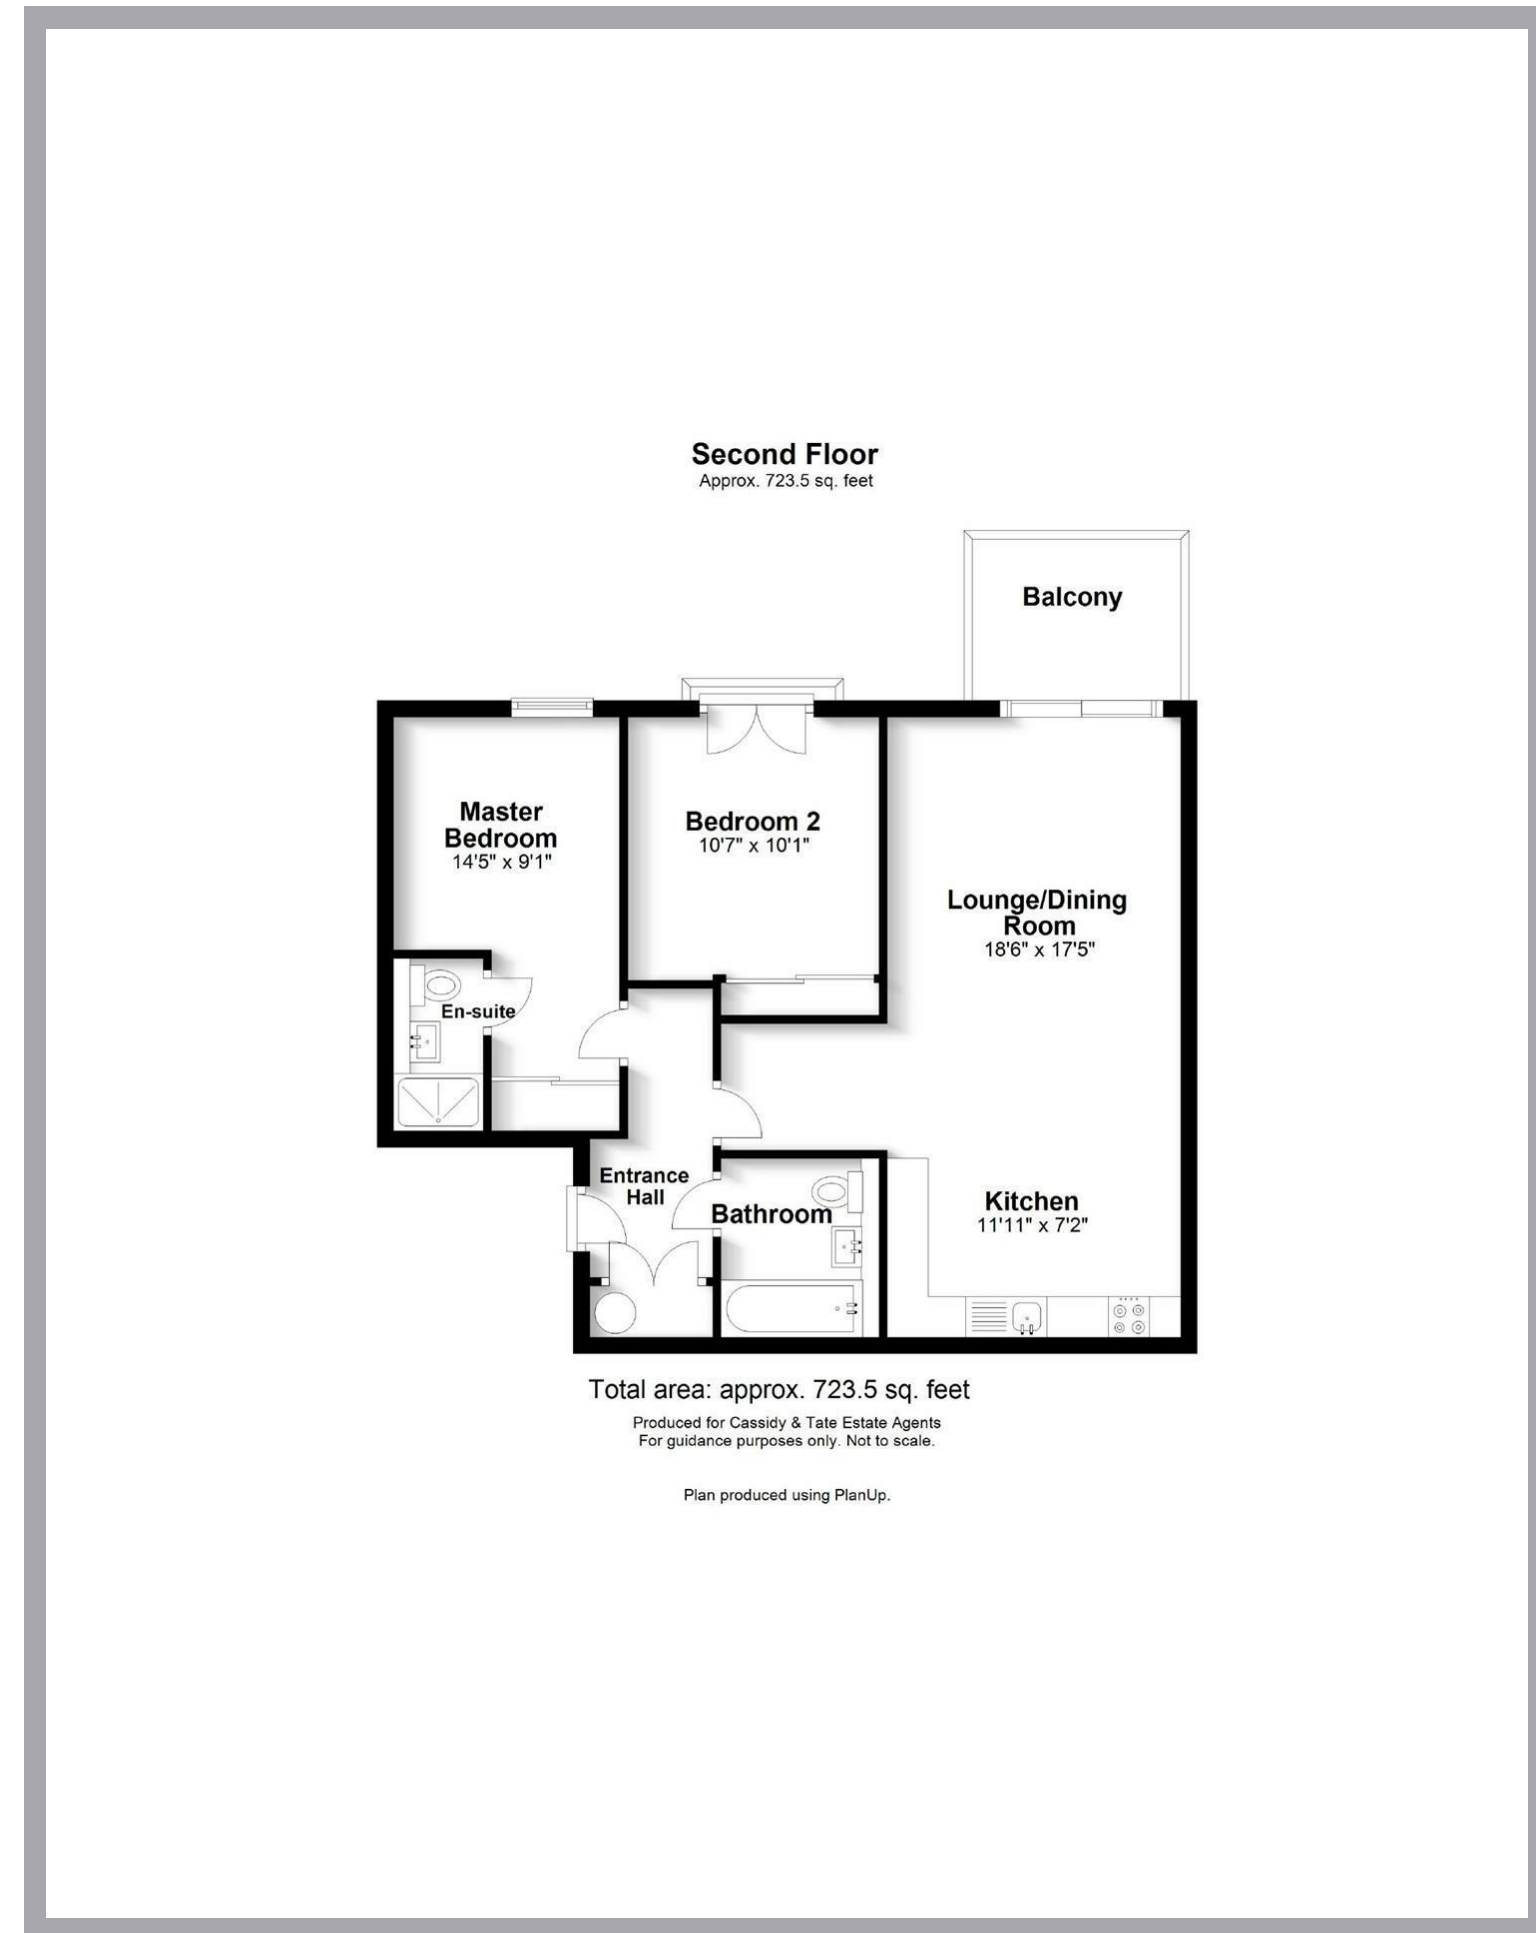 Second Floor
Approx. 723.5 sq. feet
Balcony
Master
Bedroom
14'5" x 9'1"
Bedroom 2
10'7" x 10'1"
Lounge/Dining
Room
18'6" x 17'5"
En-suite
Entrance
Hall
Bathroom
Kitchen
11'11" x 7'2"
Total area: approx. 723.5 sq. feet
Produced for Cassidy & Tate Estate Agents
For guidance purposes only. Not to scale.
Plan produced using PlanUp.